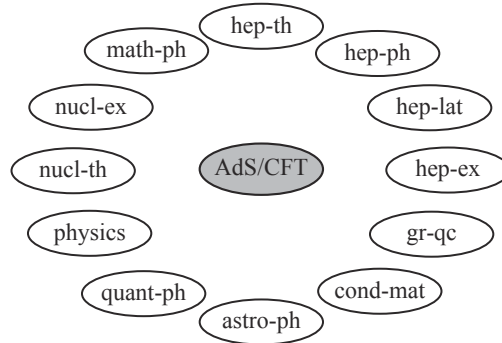 hep-th
math-ph
hep-ph
nucl-ex
hep-lat
nucl-th
AdS/CFT
hep-ex
physics
gr-qc
quant-ph
cond-mat
astro-ph